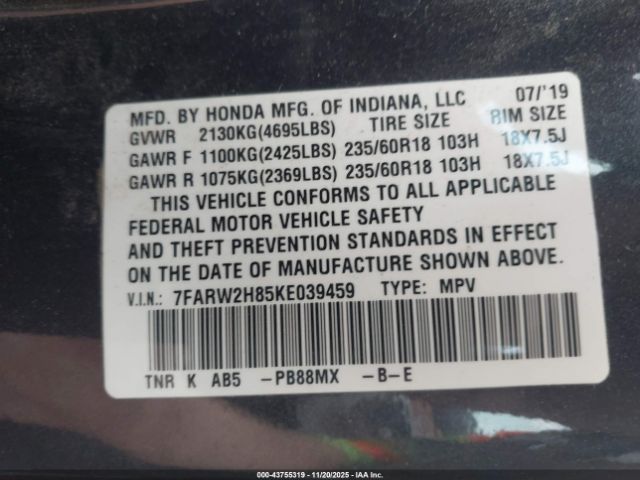 MFD. BY HONDA MFG. OF INDIANA, LLC 07/'19
GVWR 2130KG(4695LBS) TIRE SIZE RIM SIZE
GAWR F 1100KG(2425LBS) 235/60R18 103H 18X7.5J
GAWR R 1075KG(2369LBS) 235/60R18 103H 18X7.5J
THIS VEHICLE CONFORMS TO ALL APPLICABLE
FEDERAL MOTOR VEHICLE SAFETY
AND THEFT PREVENTION STANDARDS IN EFFECT
ON THE DATE OF MANUFACTURE SHOWN ABOVE.
V.I.N.: 7FARW2H85KE039459 TYPE: MPV
TNR K AB5 -PB88MX -B-E
000-43755319 - 11/20/2025 - IAA Inc.